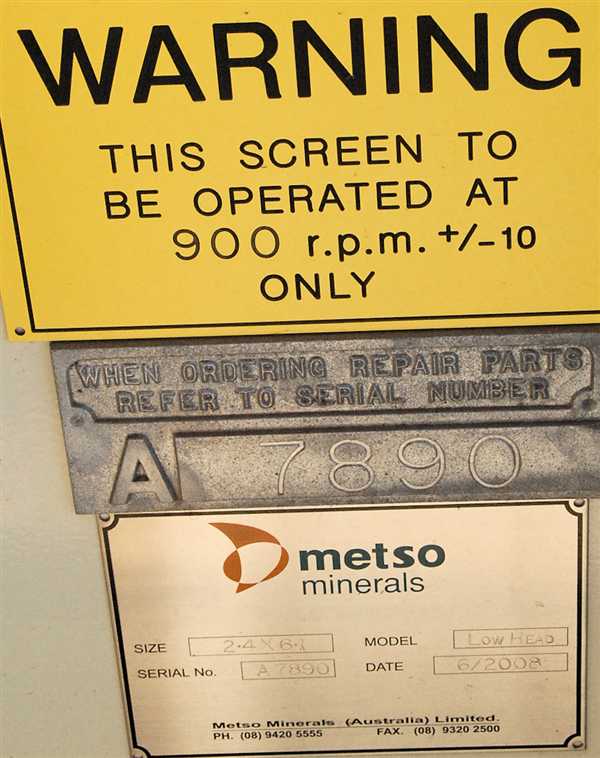 WARNING
THIS SCREEN TO
BE OPERATED AT
900 r.p.m. +/-10
ONLY
WHEN ORDERING REPAIR PARTS
REFER TO SERIAL NUMBER
A 7890
metso
minerals
SIZE 2.4X6.1 MODEL LOW HEAD
SERIAL No. A7890 DATE 6/2008
Metso Minerals (Australia) Limited.
PH. (08) 9420 5555 FAX. (08) 9320 2500